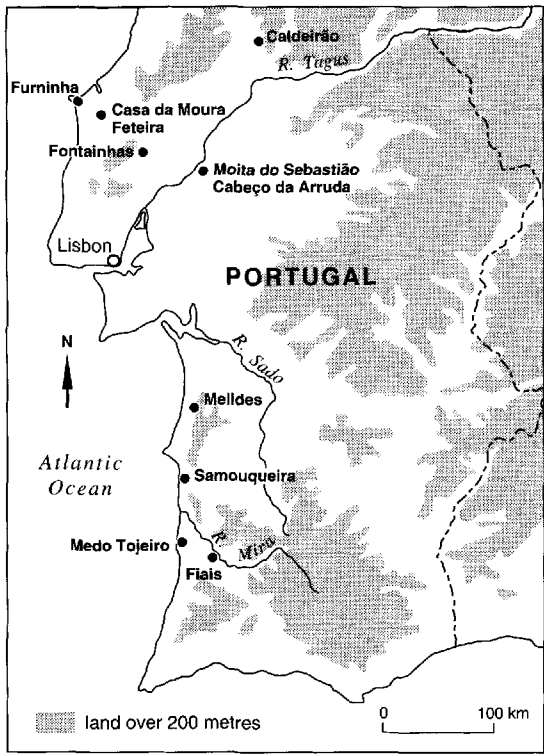 Caldeirão
R. Tagus
Furninha
Casa da Moura
Feteira
Fontainhas
Moita do Sebastião
Cabeço da Arruda
Lisbon
PORTUGAL
N
R. Sado
Melides
Atlantic
Ocean
Samouqueira
R. Mira
Medo Tojeiro
Fiais
land over 200 metres
0 100 km